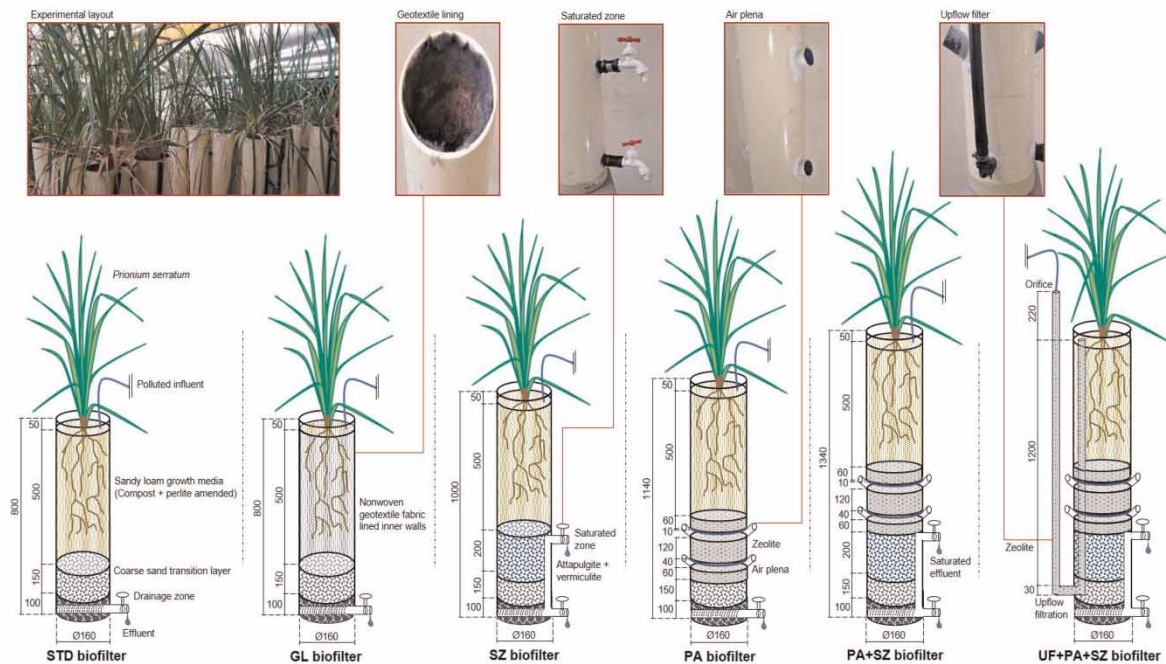 Experimental layout
Geotextile lining
Saturated zone
Air plena
Upflow filter
Prionium serratum
Polluted influent
50
500
800
150
100
Sandy loam growth media
(Compost + perlite amended)
Coarse sand transition layer
Drainage zone
Effluent
Ø160
STD biofilter
50
500
800
150
100
Nonwoven
geotextile fabric
lined inner walls
Ø160
GL biofilter
50
500
1000
200
150
100
Saturated
zone
Attapulgite +
vermiculite
Ø160
SZ biofilter
50
500
1140
60
10
120
40
60
150
100
Zeolite
Air plena
Ø160
PA biofilter
50
500
1340
60
10
120
40
60
200
150
100
Saturated
effluent
Ø160
PA+SZ biofilter
Orifice
220
1200
Zeolite
30
Upflow
filtration
Ø160
UF+PA+SZ biofilter